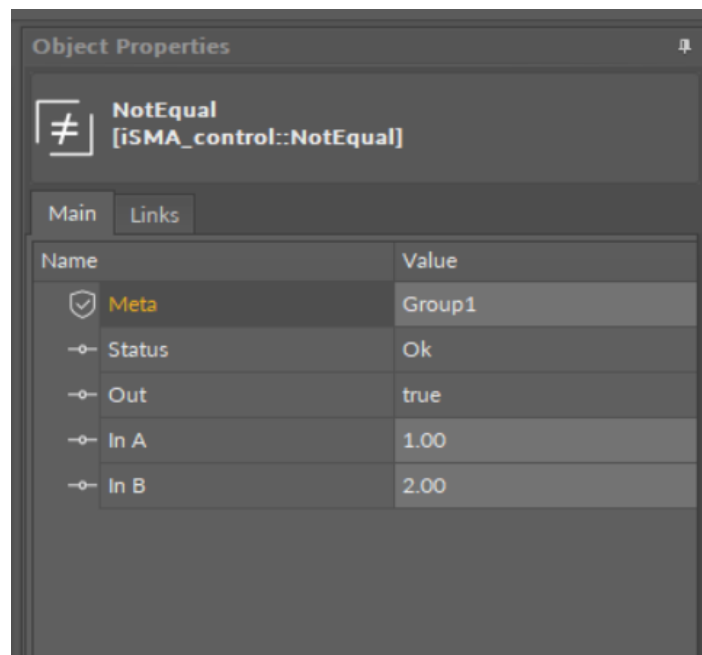 Object Properties
NotEqual
[iSMA_control::NotEqual]
Main Links
Name Value
Meta Group1
Status Ok
Out true
In A 1.00
In B 2.00